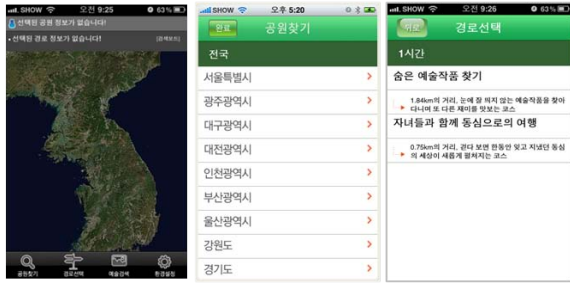 SHOW 오전 9:25 63%
선택된 공원 정보가 없습니다!
선택된 경로 정보가 없습니다!
공원찾기 경로선택 예술검색 환경설정
SHOW 오후 5:20
완료 공원찾기
전국
서울특별시
광주광역시
대구광역시
대전광역시
인천광역시
부산광역시
울산광역시
강원도
경기도
SHOW 오전 9:26 63%
뒤로 경로선택
1시간
숨은 예술작품 찾기
1.84km의 거리, 눈에 잘 띄지 않는 예술작품을 찾아
다니며 또 다른 재미를 맛보는 코스
자녀들과 함께 동심으로의 여행
0.75km의 거리, 걷다 보면 한동안 잊고 지냈던 동심
의 세상이 새롭게 펼쳐지는 코스